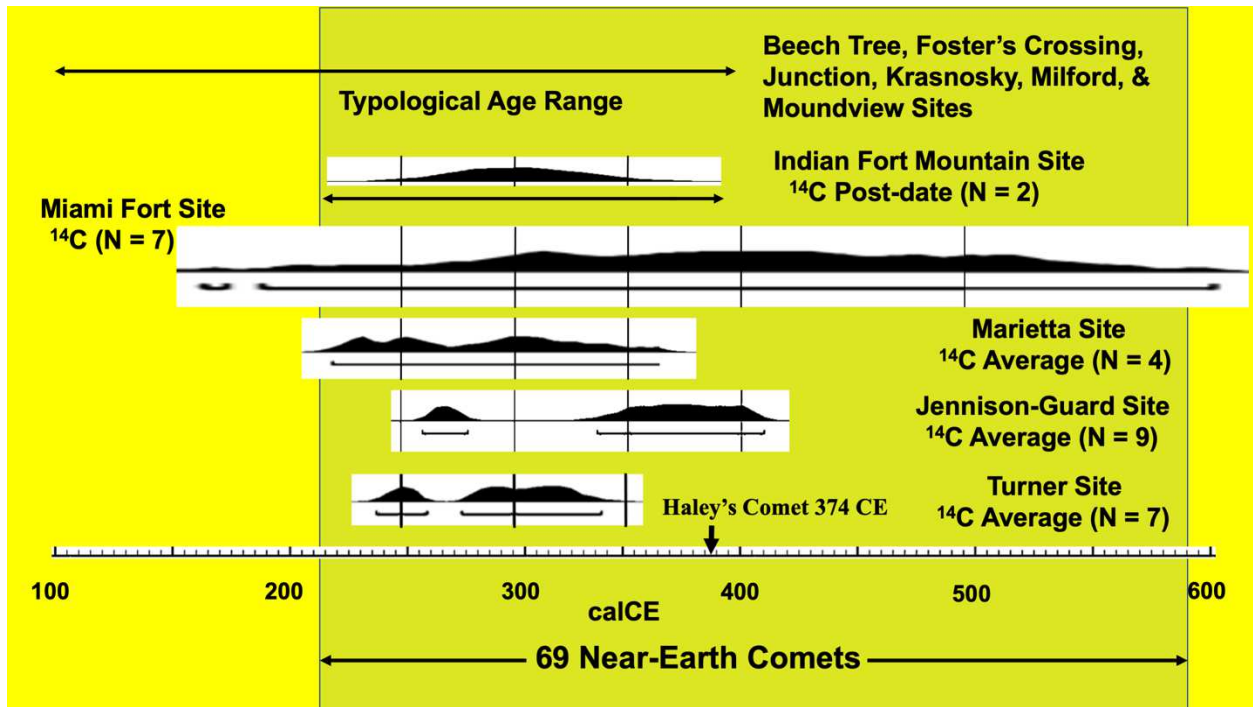 Beech Tree, Foster’s Crossing,
Junction, Krasnosky, Milford, &
Moundview Sites
Typological Age Range
Indian Fort Mountain Site
¹⁴C Post-date (N = 2)
Miami Fort Site
¹⁴C (N = 7)
Marietta Site
¹⁴C Average (N = 4)
Jennison-Guard Site
¹⁴C Average (N = 9)
Turner Site
¹⁴C Average (N = 7)
Haley’s Comet 374 CE
100 200 300 400 500 600
calCE
69 Near-Earth Comets